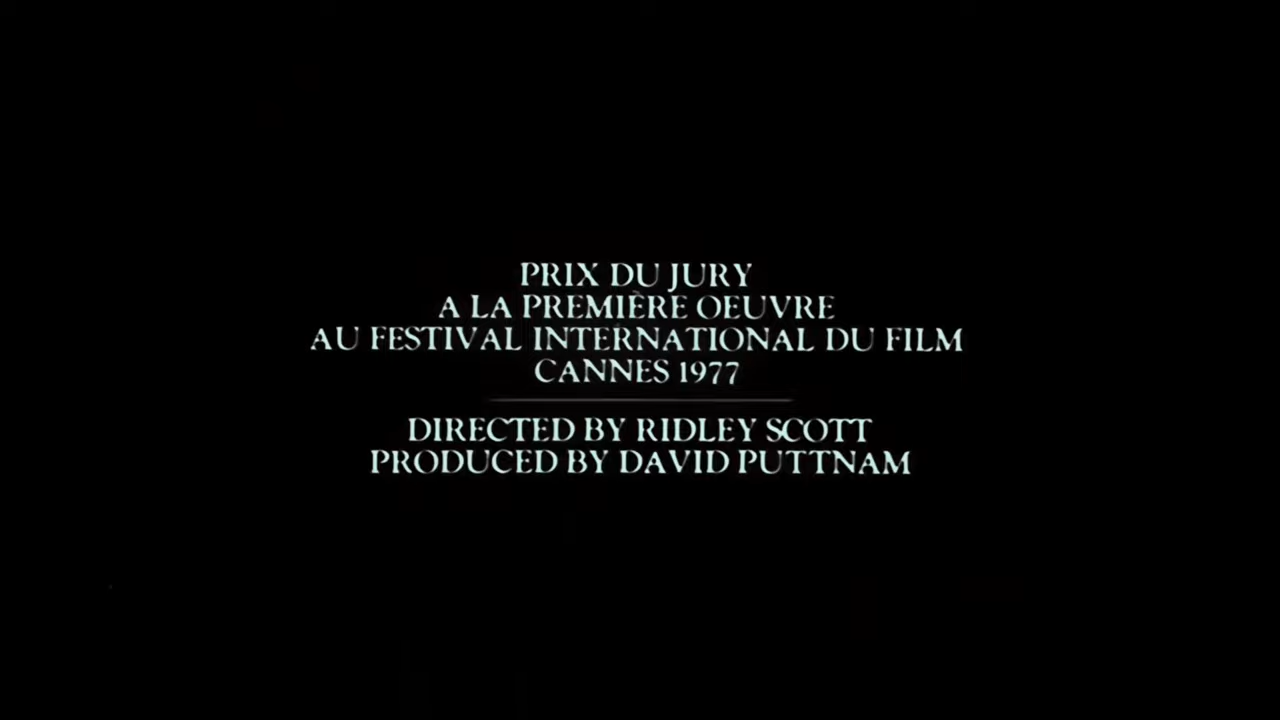 PRIX DU JURY
A LA PREMIÈRE OEUVRE
AU FESTIVAL INTERNATIONAL DU FILM
CANNES 1977
DIRECTED BY RIDLEY SCOTT
PRODUCED BY DAVID PUTTNAM